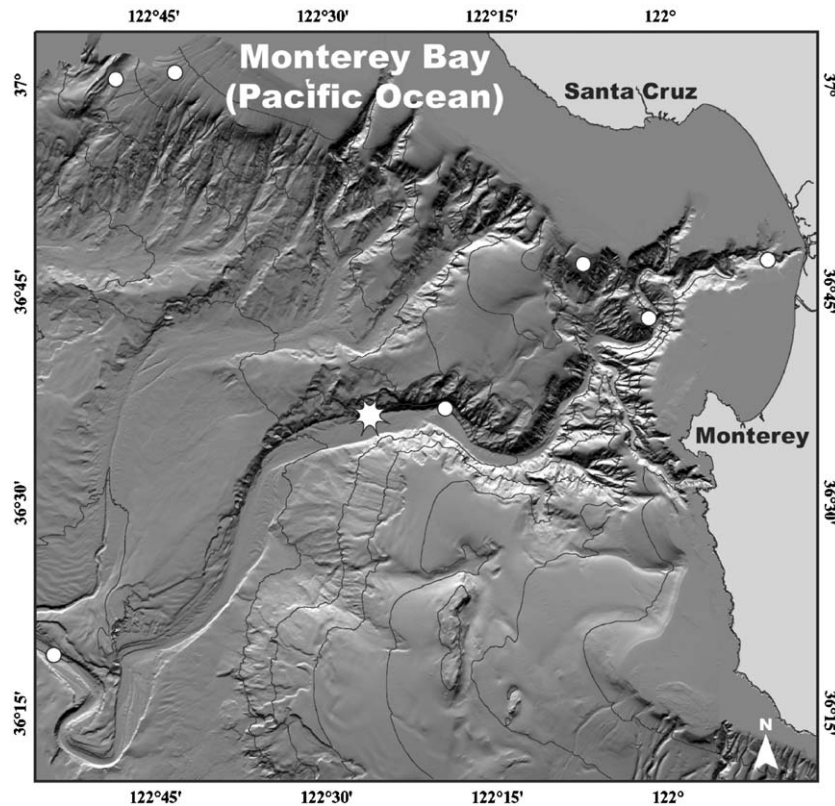 122°45' 122°30' 122°15' 122°
Monterey Bay
(Pacific Ocean)
37° 37°
Santa Cruz
36°45' 36°45'
Monterey
36°30' 36°30'
36°15' 36°15'
N
122°45' 122°30' 122°15' 122°